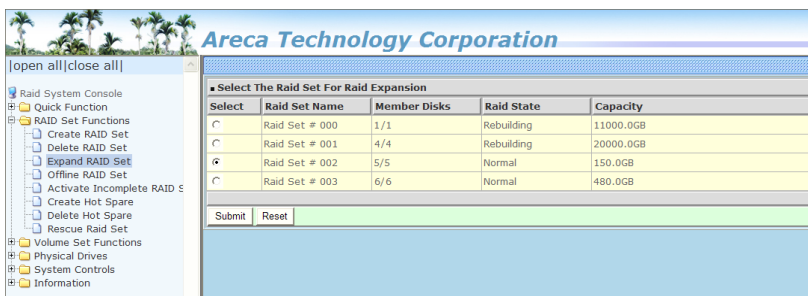 Areca Technology Corporation
|open all|close all|
Raid System Console
Quick Function
RAID Set Functions
Create RAID Set
Delete RAID Set
Expand RAID Set
Offline RAID Set
Activate Incomplete RAID S
Create Hot Spare
Delete Hot Spare
Rescue Raid Set
Volume Set Functions
Physical Drives
System Controls
Information
Select The Raid Set For Raid Expansion
Select Raid Set Name Member Disks Raid State Capacity
Raid Set # 000 1/1 Rebuilding 11000.0GB
Raid Set # 001 4/4 Rebuilding 20000.0GB
Raid Set # 002 5/5 Normal 150.0GB
Raid Set # 003 6/6 Normal 480.0GB
Submit Reset